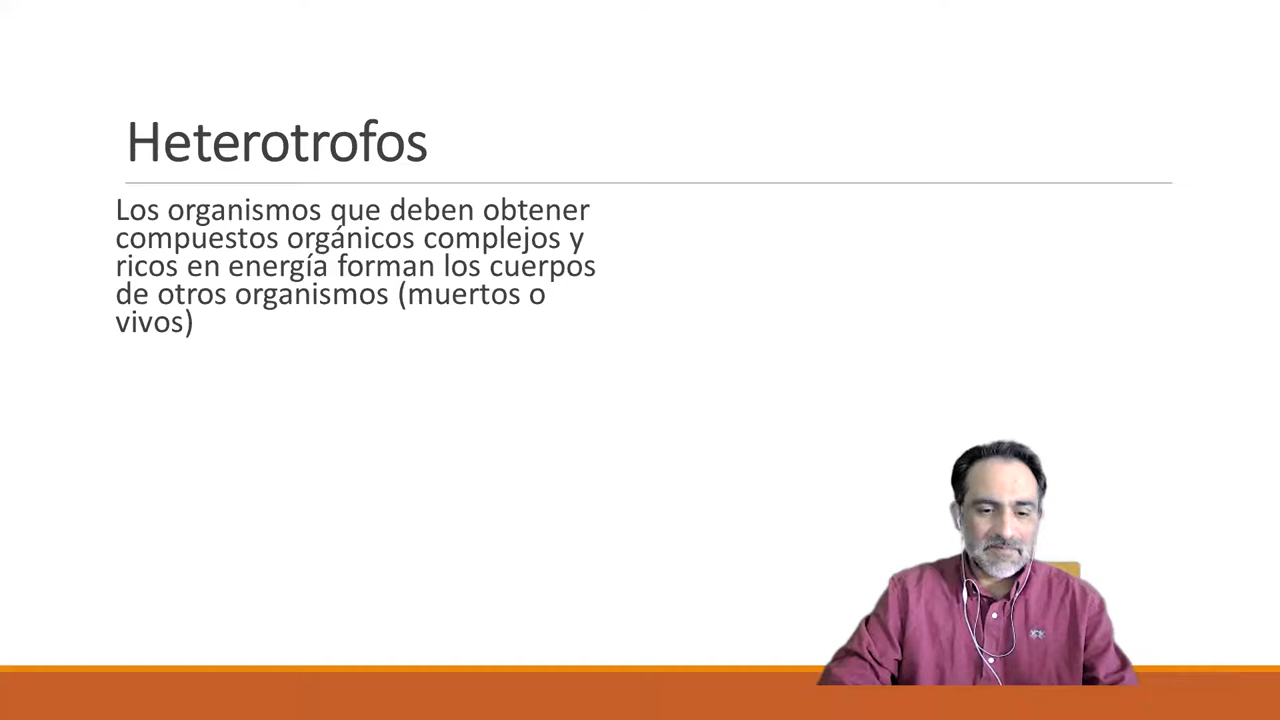 Heterotrofos
Los organismos que deben obtener
compuestos orgánicos complejos y
ricos en energía forman los cuerpos
de otros organismos (muertos o
vivos)